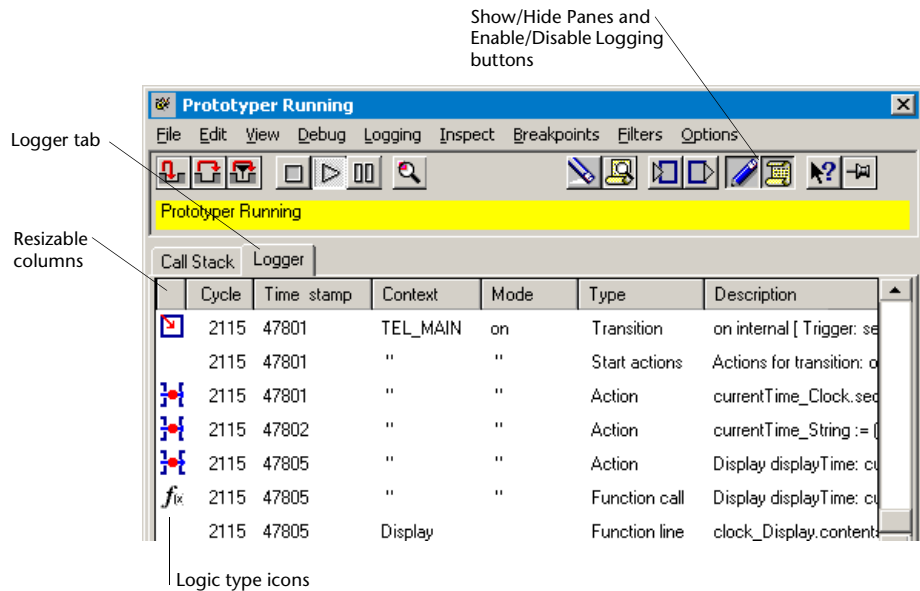 Show/Hide Panes and
Enable/Disable Logging
buttons
Prototyper Running
File Edit View Debug Logging Inspect Breakpoints Filters Options
Logger tab
Prototyper Running
Resizable
columns
Call Stack Logger
Cycle Time stamp Context Mode Type Description
2115 47801 TEL_MAIN on Transition on internal [ Trigger: se
2115 47801 " " Start actions Actions for transition: o
2115 47801 " " Action currentTime_Clock.sec
2115 47802 " " Action currentTime_String := (
2115 47805 " " Action Display displayTime: cu
f(x 2115 47805 " " Function call Display displayTime: cu
2115 47805 Display Function line clock_Display.contents
Logic type icons